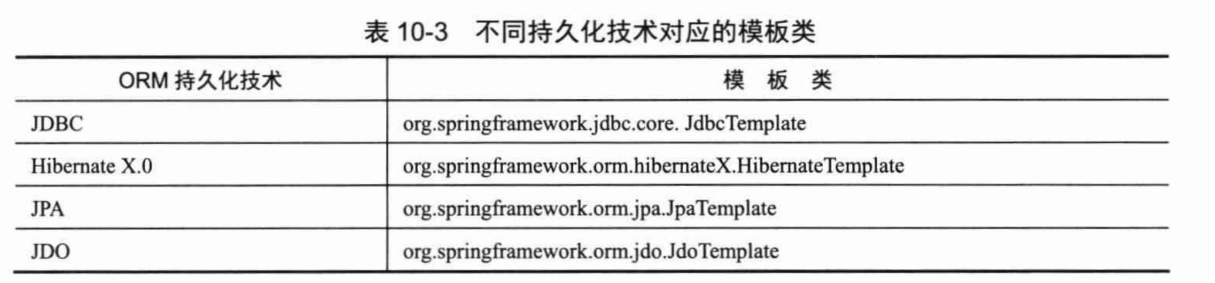 表 10-3 不同持久化技术对应的模板类
ORM 持久化技术 模 板 类
JDBC org.springframework.jdbc.core. JdbcTemplate
Hibernate X.0 org.springframework.orm.hibernateX.HibernateTemplate
JPA org.springframework.orm.jpa.JpaTemplate
JDO org.springframework.orm.jdo.JdoTemplate